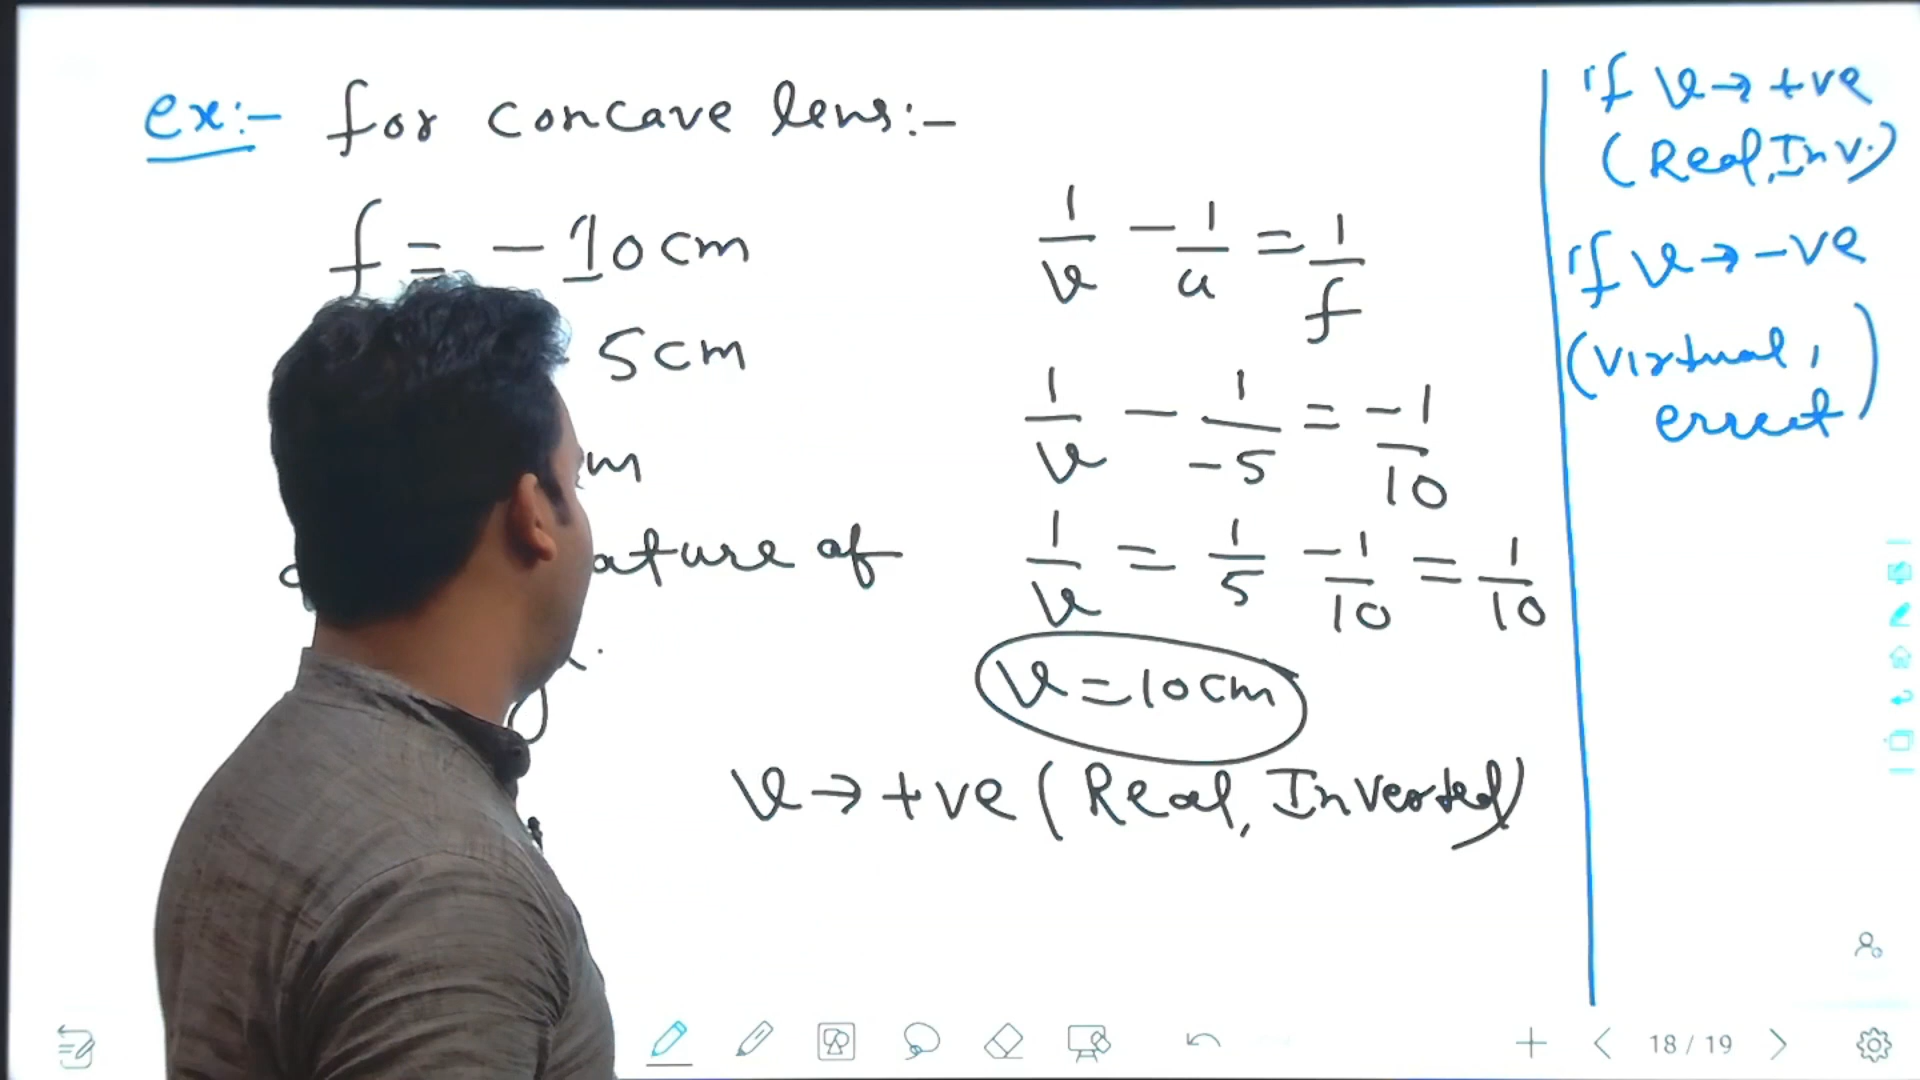 ex:- for concave lens:-
f = - 10cm
5cm
m
ature of
1/v - 1/u = 1/f
1/v - 1/-5 = -1/10
1/v = 1/5 - 1/10 = 1/10
v = 10cm
v → +ve (Real, Inverted)
if v → +ve
(Real, Inv.)
if v → -ve
(virtual,
errect)
18 / 19